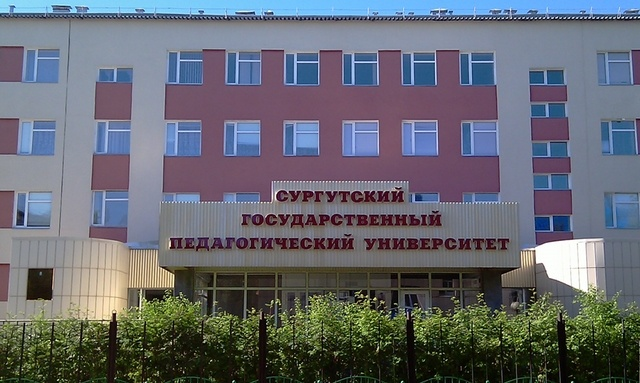 СУРГУТСКИЙ
ГОСУДАРСТВЕННЫЙ
ПЕДАГОГИЧЕСКИЙ УНИВЕРСИТЕТ